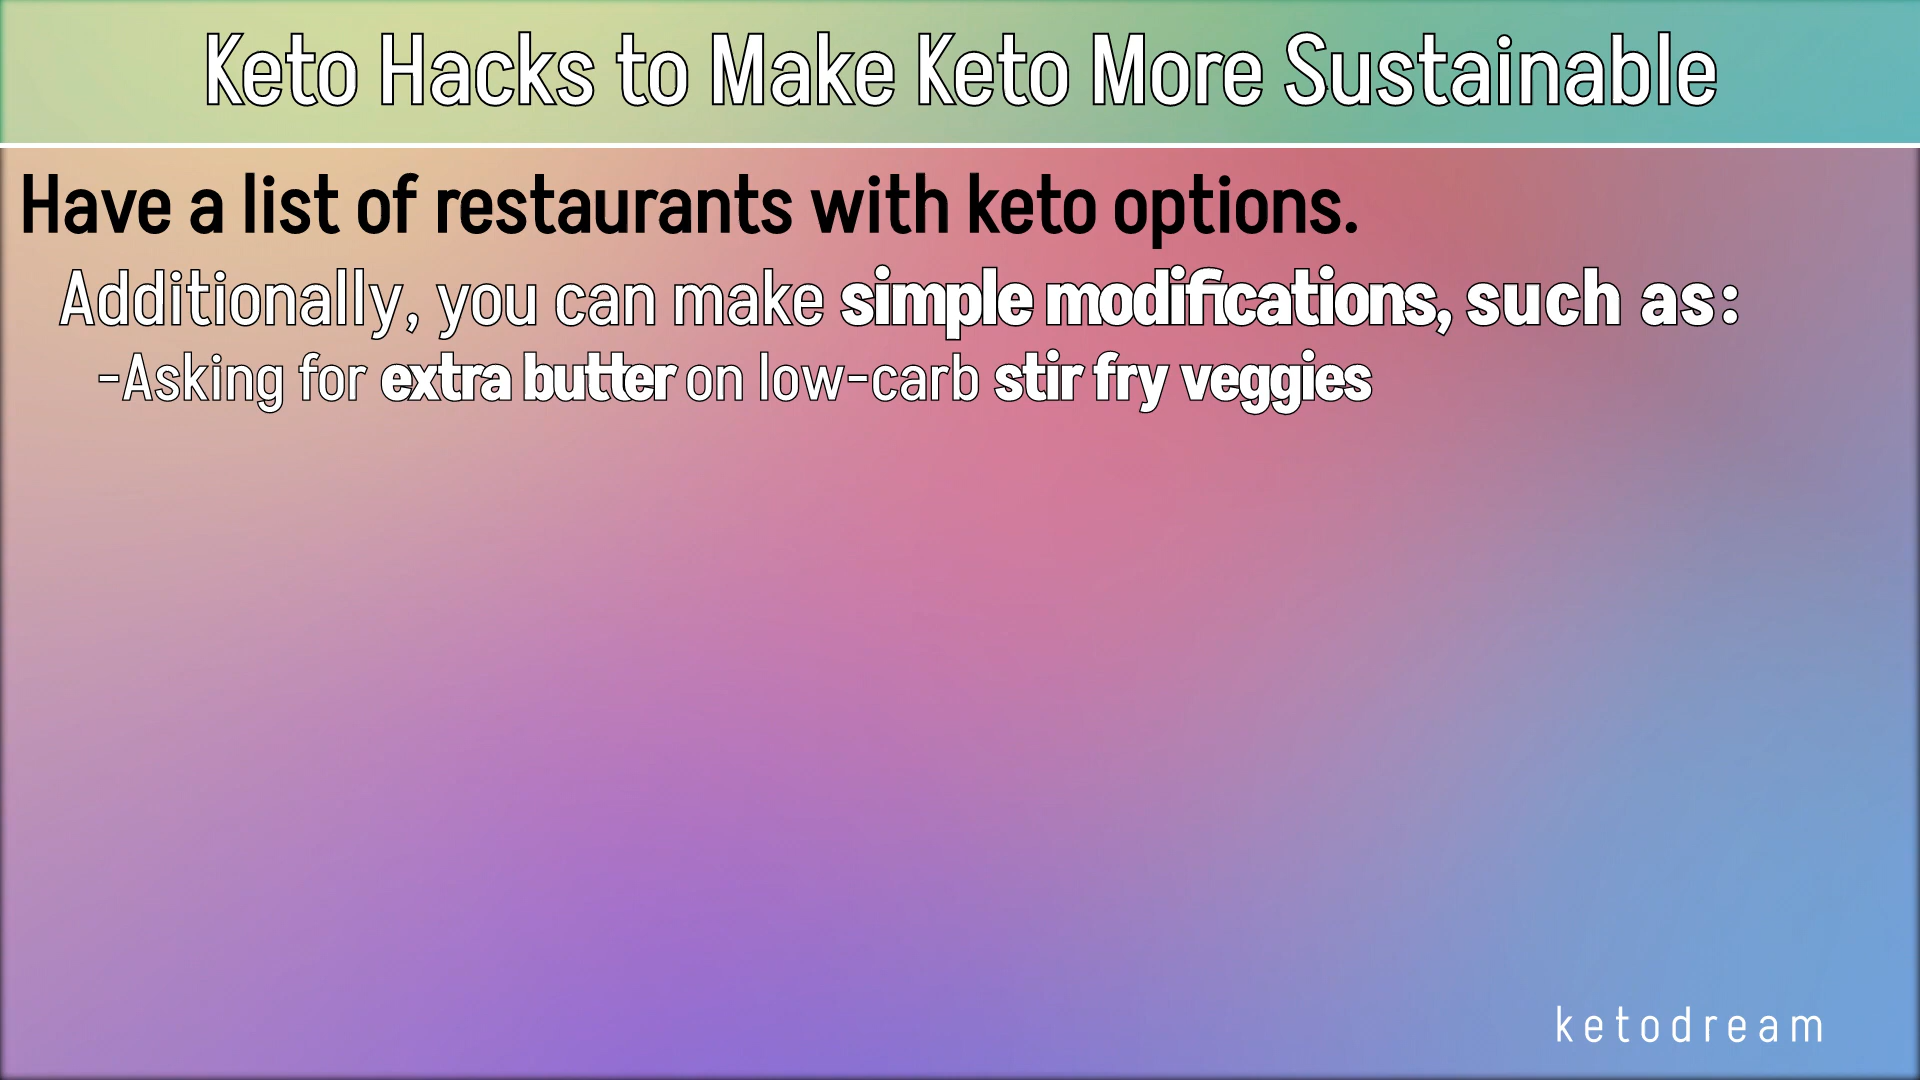 Keto Hacks to Make Keto More Sustainable
Have a list of restaurants with keto options.
Additionally, you can make simple modifications, such as:
-Asking for extra butter on low-carb stir fry veggies
ketodream